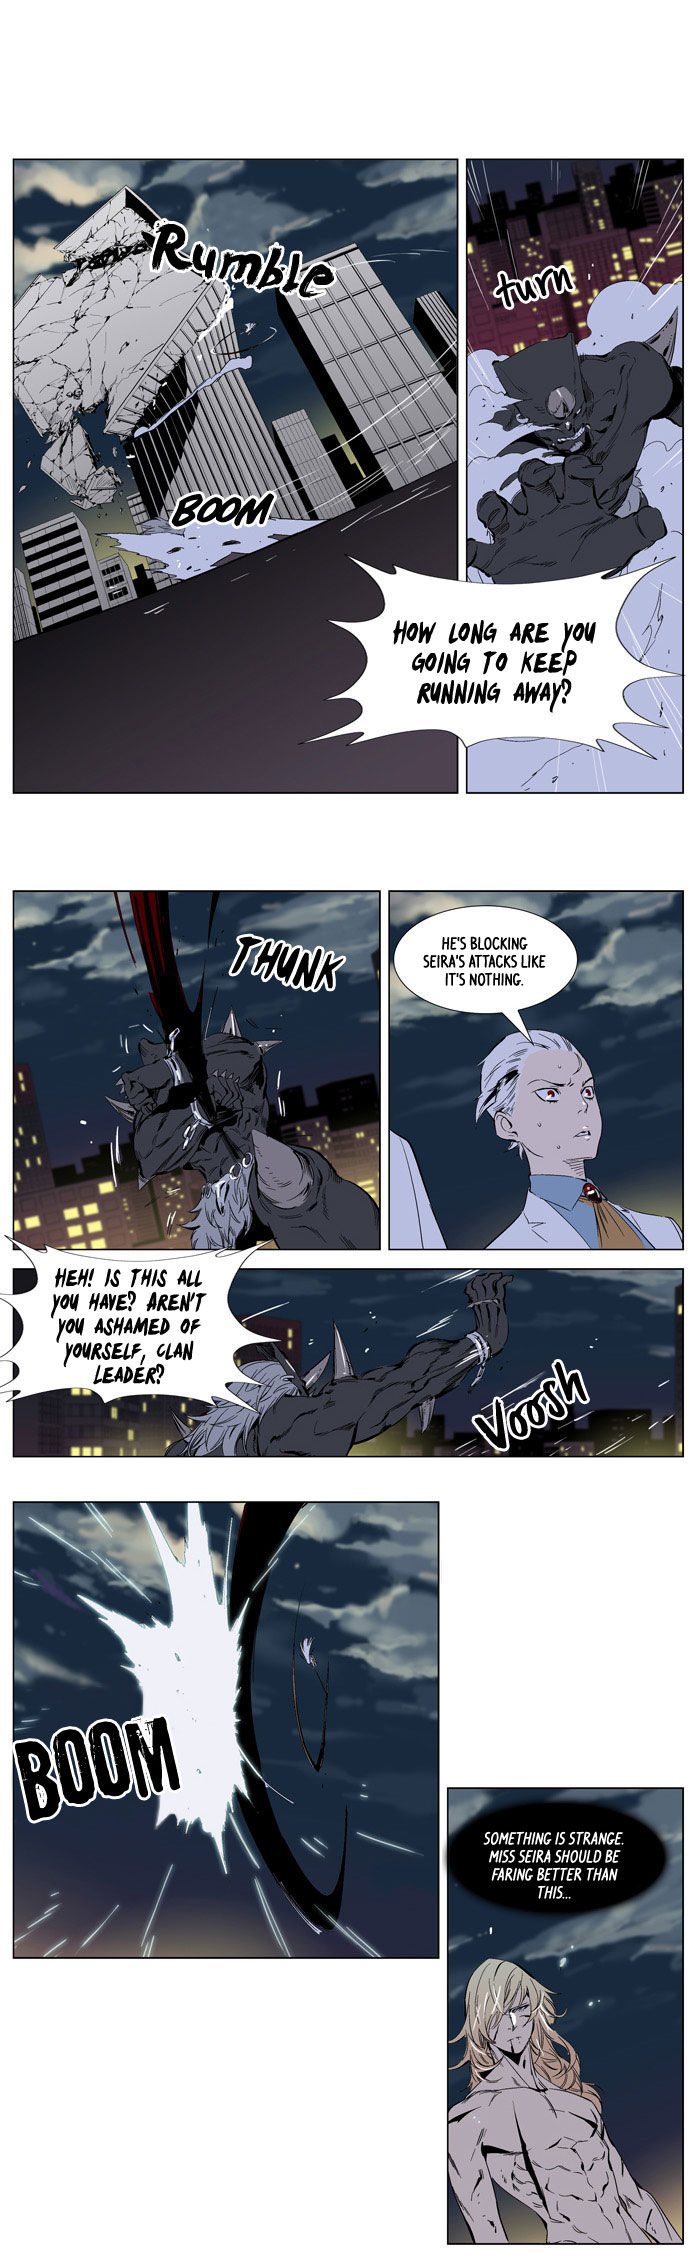 Rumble
turn
BOOM
HOW LONG ARE YOU
GOING TO KEEP
RUNNING AWAY?
THUNK
HE'S BLOCKING
SEIRA'S ATTACKS LIKE
IT'S NOTHING.
HEH! IS THIS ALL
YOU HAVE? AREN'T
YOU ASHAMED OF
YOURSELF, CLAN
LEADER?
Voosh
BOOM
SOMETHING IS STRANGE.
MISS SEIRA SHOULD BE
FARING BETTER THAN
THIS...